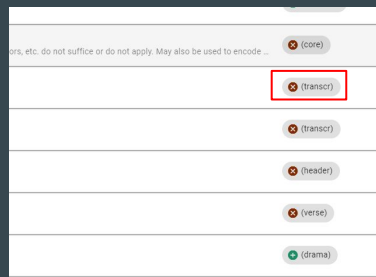 ors, etc. do not suffice or do not apply. May also be used to encode ... (core)
(transcr)
(transcr)
(header)
(verse)
(drama)